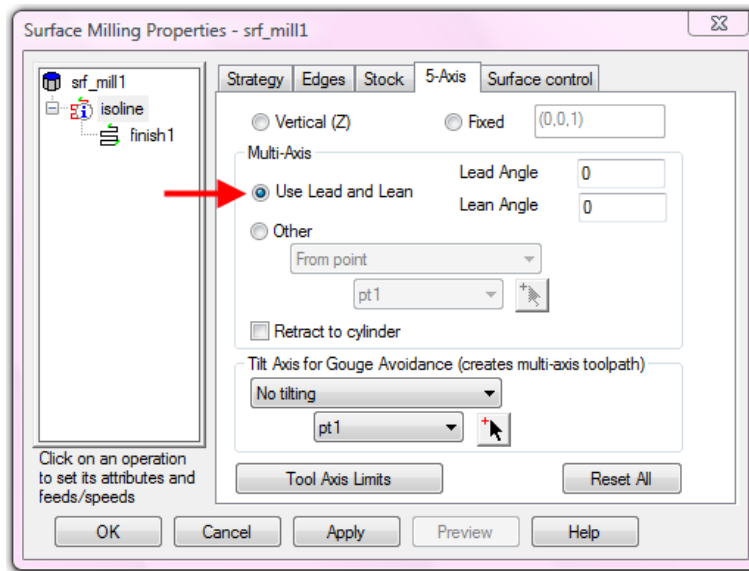 Surface Milling Properties - srf_mill1
srf_mill1
isoline
finish1
Click on an operation
to set its attributes and
feeds/speeds
Strategy Edges Stock 5-Axis Surface control
Vertical (Z) Fixed (0,0,1)
Multi-Axis
Use Lead and Lean Lead Angle 0
Lean Angle 0
Other
From point
pt1
Retract to cylinder
Tilt Axis for Gouge Avoidance (creates multi-axis toolpath)
No tilting
pt1
Tool Axis Limits Reset All
OK Cancel Apply Preview Help